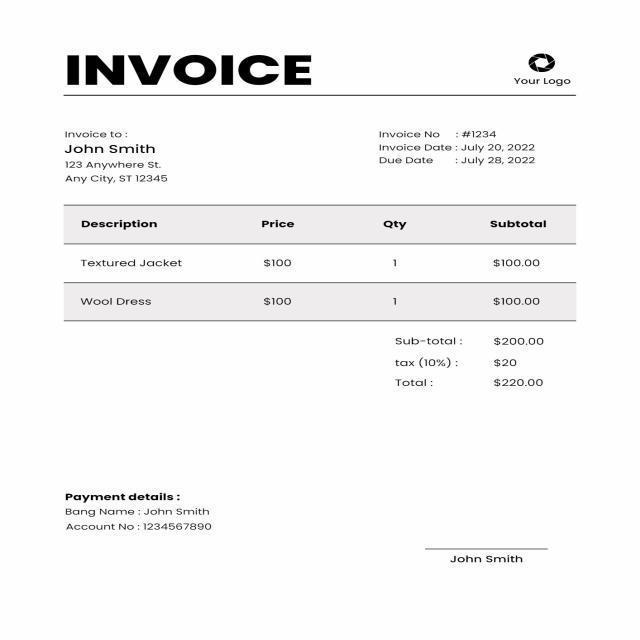 INVOICE
Your Logo
Invoice to :
John Smith
123 Anywhere St.
Any City, ST 12345
Invoice No : #1234
Invoice Date : July 20, 2022
Due Date : July 28, 2022
Description Price Qty Subtotal
Textured Jacket $100 1 $100.00
Wool Dress $100 1 $100.00
Sub-total : $200.00
tax (10%) : $20
Total : $220.00
Payment details :
Bang Name : John Smith
Account No : 1234567890
John Smith